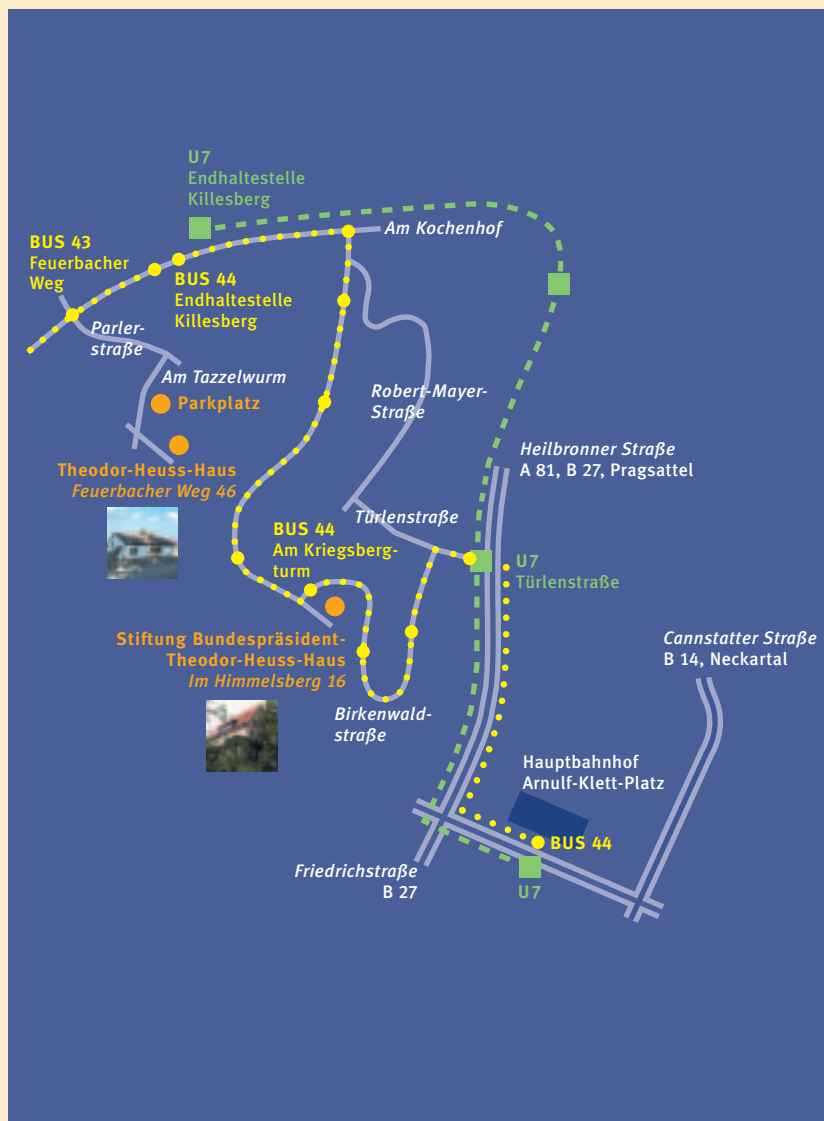 U7
Endhaltestelle
Killesberg
Am Kochenhof
BUS 43
Feuerbacher
Weg
BUS 44
Endhaltestelle
Killesberg
Parler-
straße
Am Tazzelwurm
Parkplatz
Robert-Mayer-
Straße
Theodor-Heuss-Haus
Feuerbacher Weg 46
Heilbronner Straße
A 81, B 27, Pragsattel
Türlenstraße
BUS 44
Am Kriegsberg-
turm
U7
Türlenstraße
Stiftung Bundespräsident-
Theodor-Heuss-Haus
Im Himmelsberg 16
Cannstatter Straße
B 14, Neckartal
Birkenwald-
straße
Hauptbahnhof
Arnulf-Klett-Platz
BUS 44
Friedrichstraße
B 27
U7